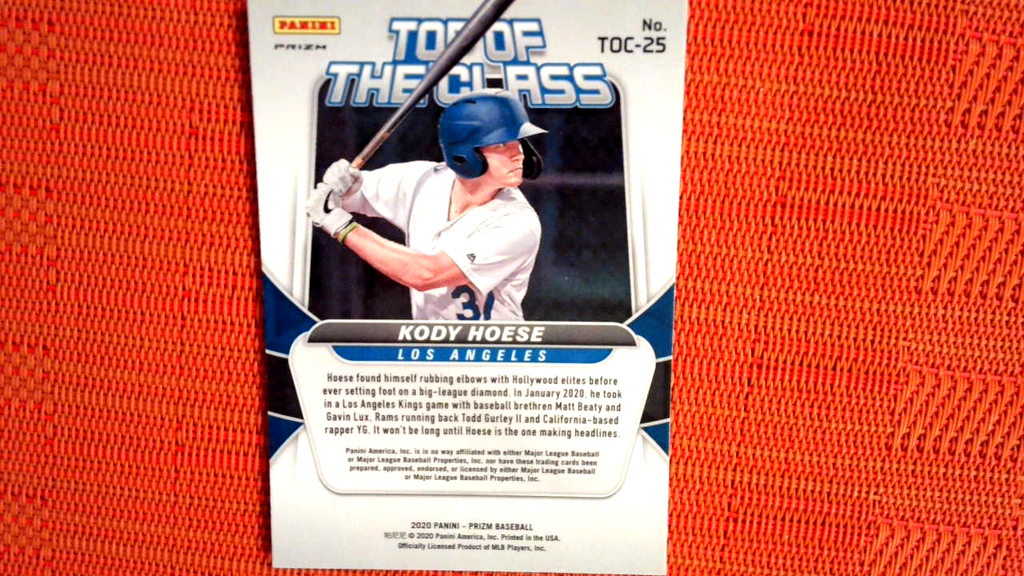 PANINI
PRIZM
No.
TOC-25
TOP OF
THE CLASS
KODY HOESE
LOS ANGELES
Hoese found himself rubbing elbows with Hollywood elites before
ever setting foot on a big-league diamond. In January 2020, he took
in a Los Angeles Kings game with baseball brethren Matt Beaty and
Gavin Lux, Rams running back Todd Gurley II and California-based
rapper YG. It won't be long until Hoese is the one making headlines.
Panini America, Inc. is in no way affiliated with either Major League Baseball
or Major League Baseball Properties, Inc. nor have these trading cards been
prepared, approved, endorsed, or licensed by either Major League Baseball
or Major League Baseball Properties, Inc.
2020 PANINI – PRIZM BASEBALL
帕尼尼 © 2020 Panini America, Inc. Printed in the USA.
Officially Licensed Product of MLB Players, Inc.